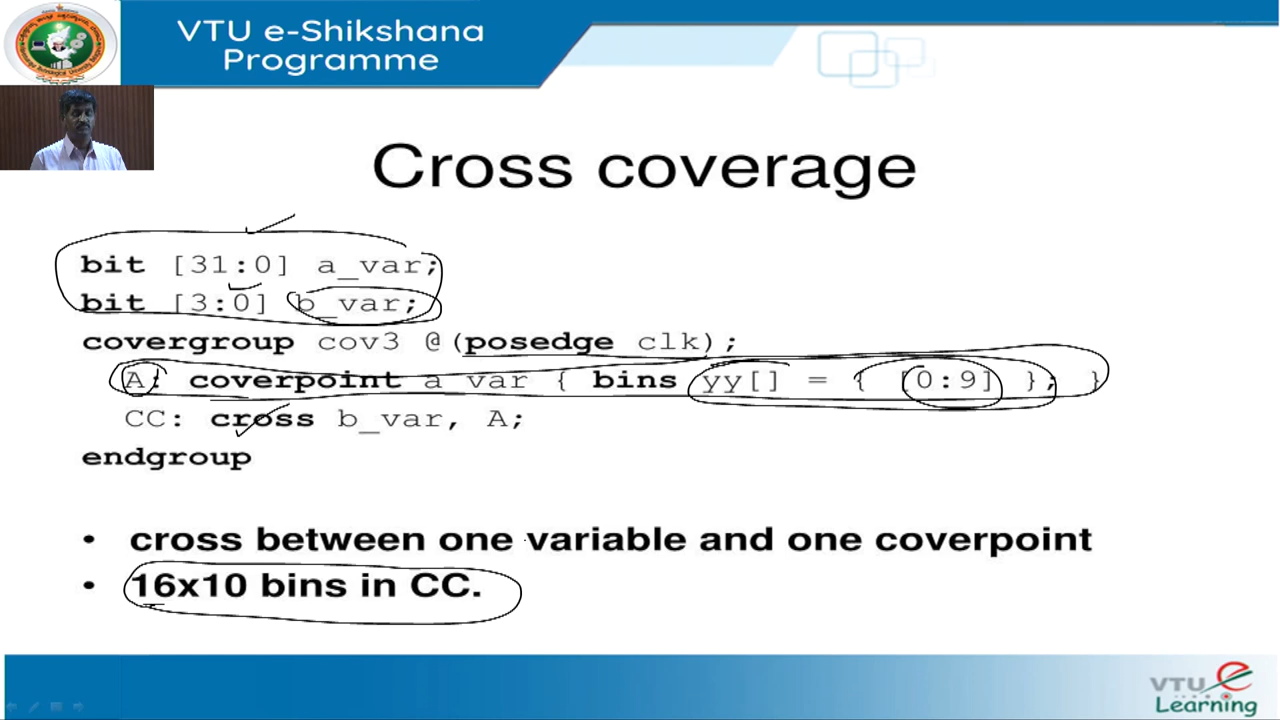 VTU e-Shikshana
Programme
Cross coverage
bit [31:0] a_var;
bit [3:0] b_var;
covergroup cov3 @(posedge clk);
A: coverpoint a_var { bins yy[] = { [0:9] }; }
CC: cross b_var, A;
endgroup
• cross between one variable and one coverpoint
• 16x10 bins in CC.
VTU e
Learning